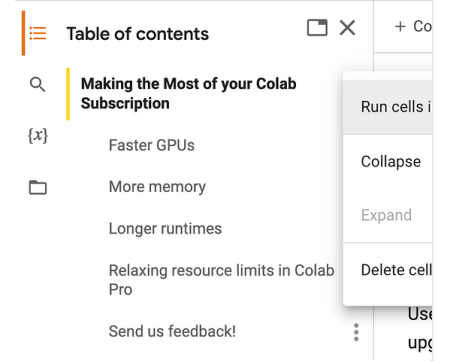 Table of contents
+ Co
Making the Most of your Colab
Subscription
Run cells i
{x}
Faster GPUs
Collapse
More memory
Expand
Longer runtimes
Relaxing resource limits in Colab
Pro
Delete cell
Use
Send us feedback!
upg